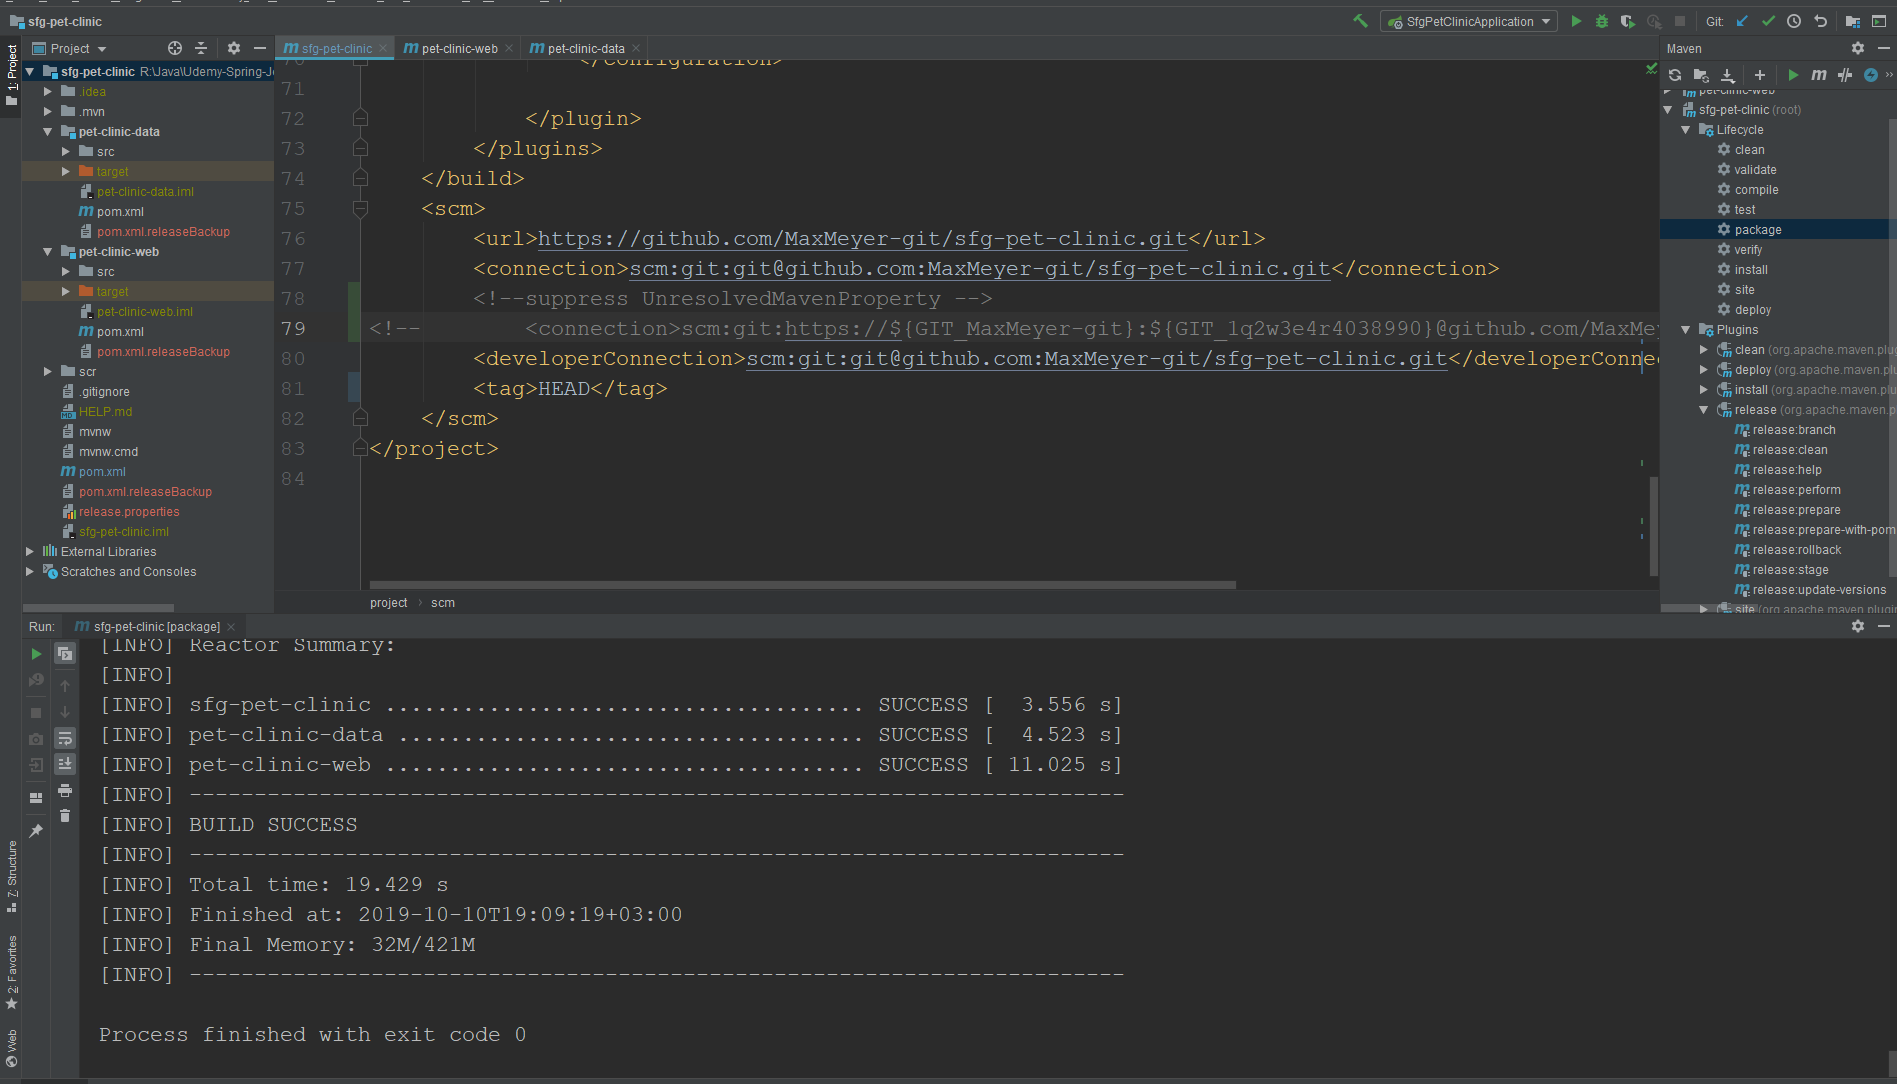 sfg-pet-clinic
SfgPetClinicApplication
Git:
1: Project
Project
sfg-pet-clinic
pet-clinic-web
pet-clinic-data
Maven
sfg-pet-clinic R:\Java\Udemy-Spring-Jc
.idea
.mvn
pet-clinic-data
src
target
pet-clinic-data.iml
pom.xml
pom.xml.releaseBackup
pet-clinic-web
src
target
pet-clinic-web.iml
pom.xml
pom.xml.releaseBackup
scr
.gitignore
HELP.md
mvnw
mvnw.cmd
pom.xml
pom.xml.releaseBackup
release.properties
sfg-pet-clinic.iml
External Libraries
Scratches and Consoles
70 </configuration>
71
72 </plugin>
73 </plugins>
74 </build>
75 <scm>
76 <url>https://github.com/MaxMeyer-git/sfg-pet-clinic.git</url>
77 <connection>scm:git:git@github.com:MaxMeyer-git/sfg-pet-clinic.git</connection>
78 <!--suppress UnresolvedMavenProperty -->
79 <!-- <connection>scm:git:https://${GIT_MaxMeyer-git}:${GIT_1q2w3e4r4038990}@github.com/MaxMey
80 <developerConnection>scm:git:git@github.com:MaxMeyer-git/sfg-pet-clinic.git</developerConnec
81 <tag>HEAD</tag>
82 </scm>
83 </project>
84
project › scm
pet-clinic-web
sfg-pet-clinic (root)
Lifecycle
clean
validate
compile
test
package
verify
install
site
deploy
Plugins
clean (org.apache.maven.plug
deploy (org.apache.maven.pl
install (org.apache.maven.plu
release (org.apache.maven.p
release:branch
release:clean
release:help
release:perform
release:prepare
release:prepare-with-pom
release:rollback
release:stage
release:update-versions
site (org.apache.maven.plugin
Run:
sfg-pet-clinic [package]
[INFO] Reactor Summary:
[INFO]
[INFO] sfg-pet-clinic ..................................... SUCCESS [  3.556 s]
[INFO] pet-clinic-data .................................... SUCCESS [  4.523 s]
[INFO] pet-clinic-web ..................................... SUCCESS [ 11.025 s]
[INFO] ------------------------------------------------------------------------
[INFO] BUILD SUCCESS
[INFO] ------------------------------------------------------------------------
[INFO] Total time: 19.429 s
[INFO] Finished at: 2019-10-10T19:09:19+03:00
[INFO] Final Memory: 32M/421M
[INFO] ------------------------------------------------------------------------
Process finished with exit code 0
7: Structure
2: Favorites
Web